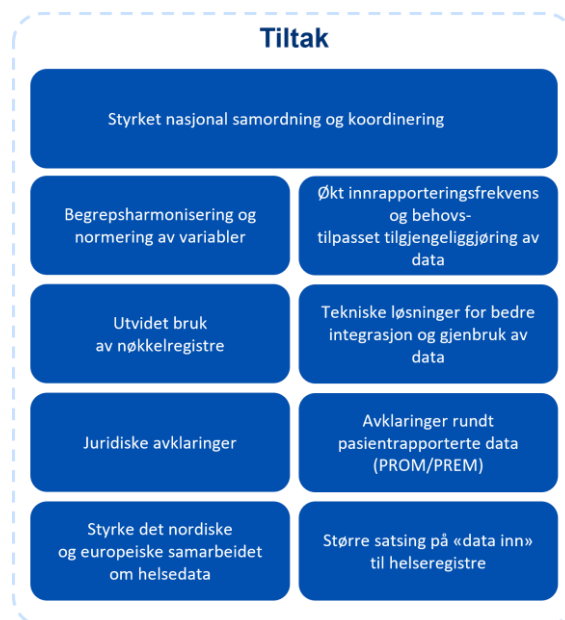 Tiltak
Styrket nasjonal samordning og koordinering
Begrepsharmonisering og
normering av variabler
Økt innrapporteringsfrekvens
og behovs-
tilpasset tilgjengeliggjøring av
data
Utvidet bruk
av nøkkelregistre
Tekniske løsninger for bedre
integrasjon og gjenbruk av
data
Juridiske avklaringer
Avklaringer rundt
pasientrapporterte data
(PROM/PREM)
Styrke det nordiske
og europeiske samarbeidet
om helsedata
Større satsing på «data inn»
til helseregistre